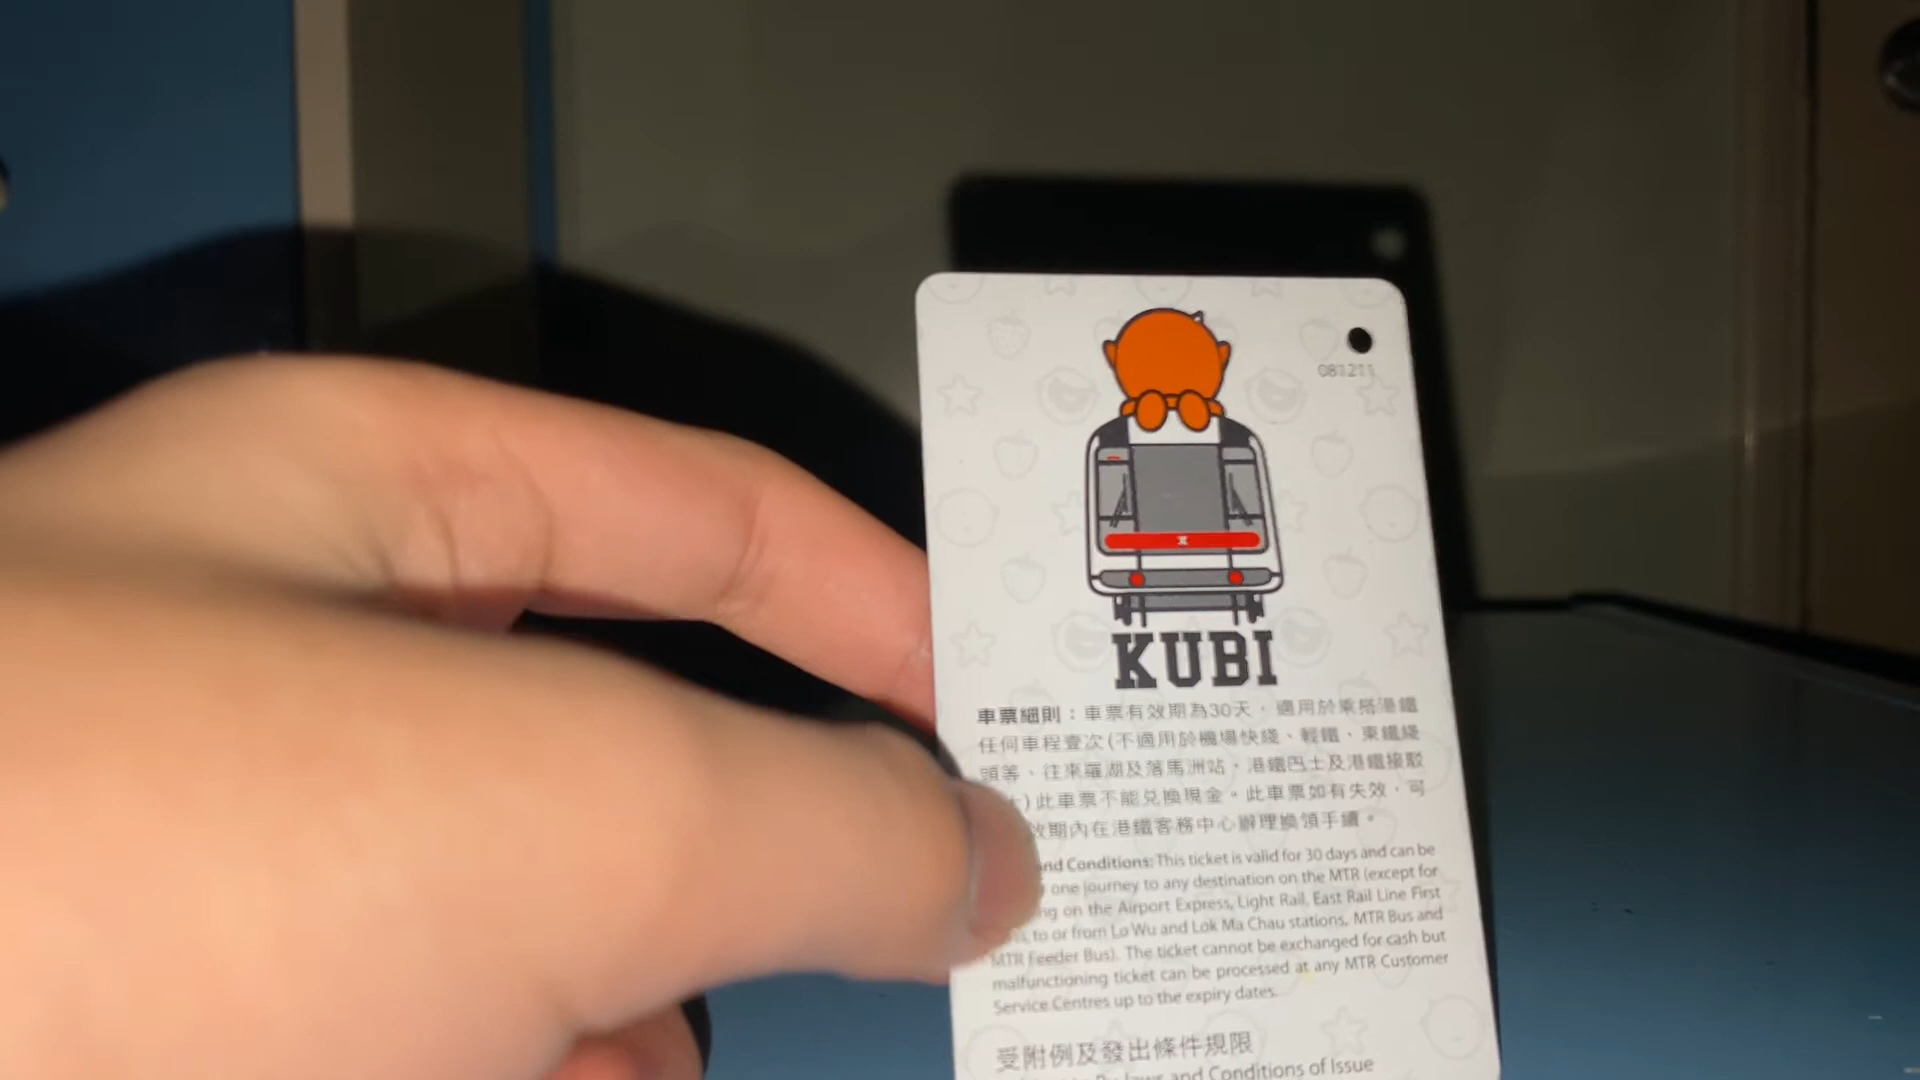 081211
KUBI
車票細則：車票有效期為30天，適用於乘搭港鐵
任何車程壹次(不適用於機場快綫、輕鐵、東鐵綫
頭等、往來羅湖及落馬洲站，港鐵巴士及港鐵接駁
)此車票不能兌換現金。此車票如有失效，可
效期內在港鐵客務中心辦理換領手續。
and Conditions: This ticket is valid for 30 days and can be
one journey to any destination on the MTR (except for
on the Airport Express, Light Rail, East Rail Line First
to or from Lo Wu and Lok Ma Chau stations, MTR Bus and
MTR Feeder Bus). The ticket cannot be exchanged for cash but
malfunctioning ticket can be processed at any MTR Customer
Service Centres up to the expiry dates.
受附例及發出條件規限
and Conditions of Issue